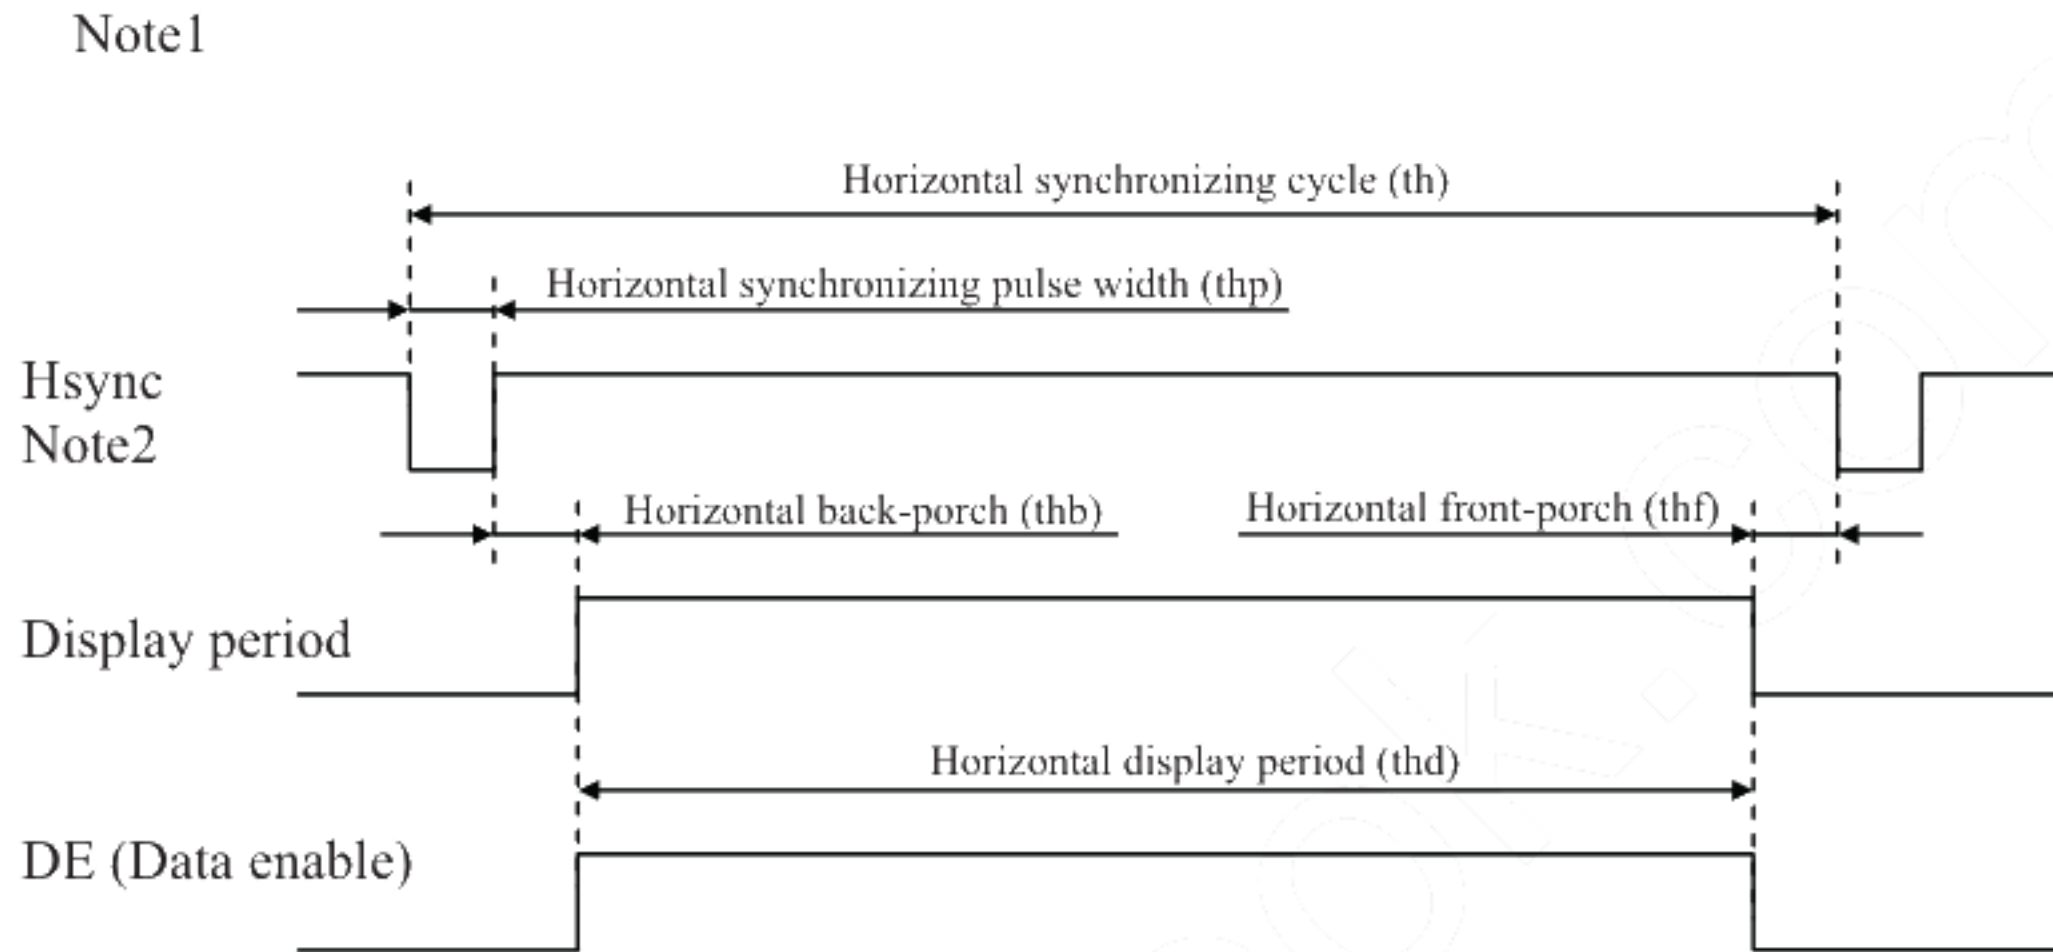 Note1
Horizontal synchronizing cycle (th)
Horizontal synchronizing pulse width (thp)
Hsync
Note2
Horizontal back-porch (thb)
Horizontal front-porch (thf)
Display period
Horizontal display period (thd)
DE (Data enable)